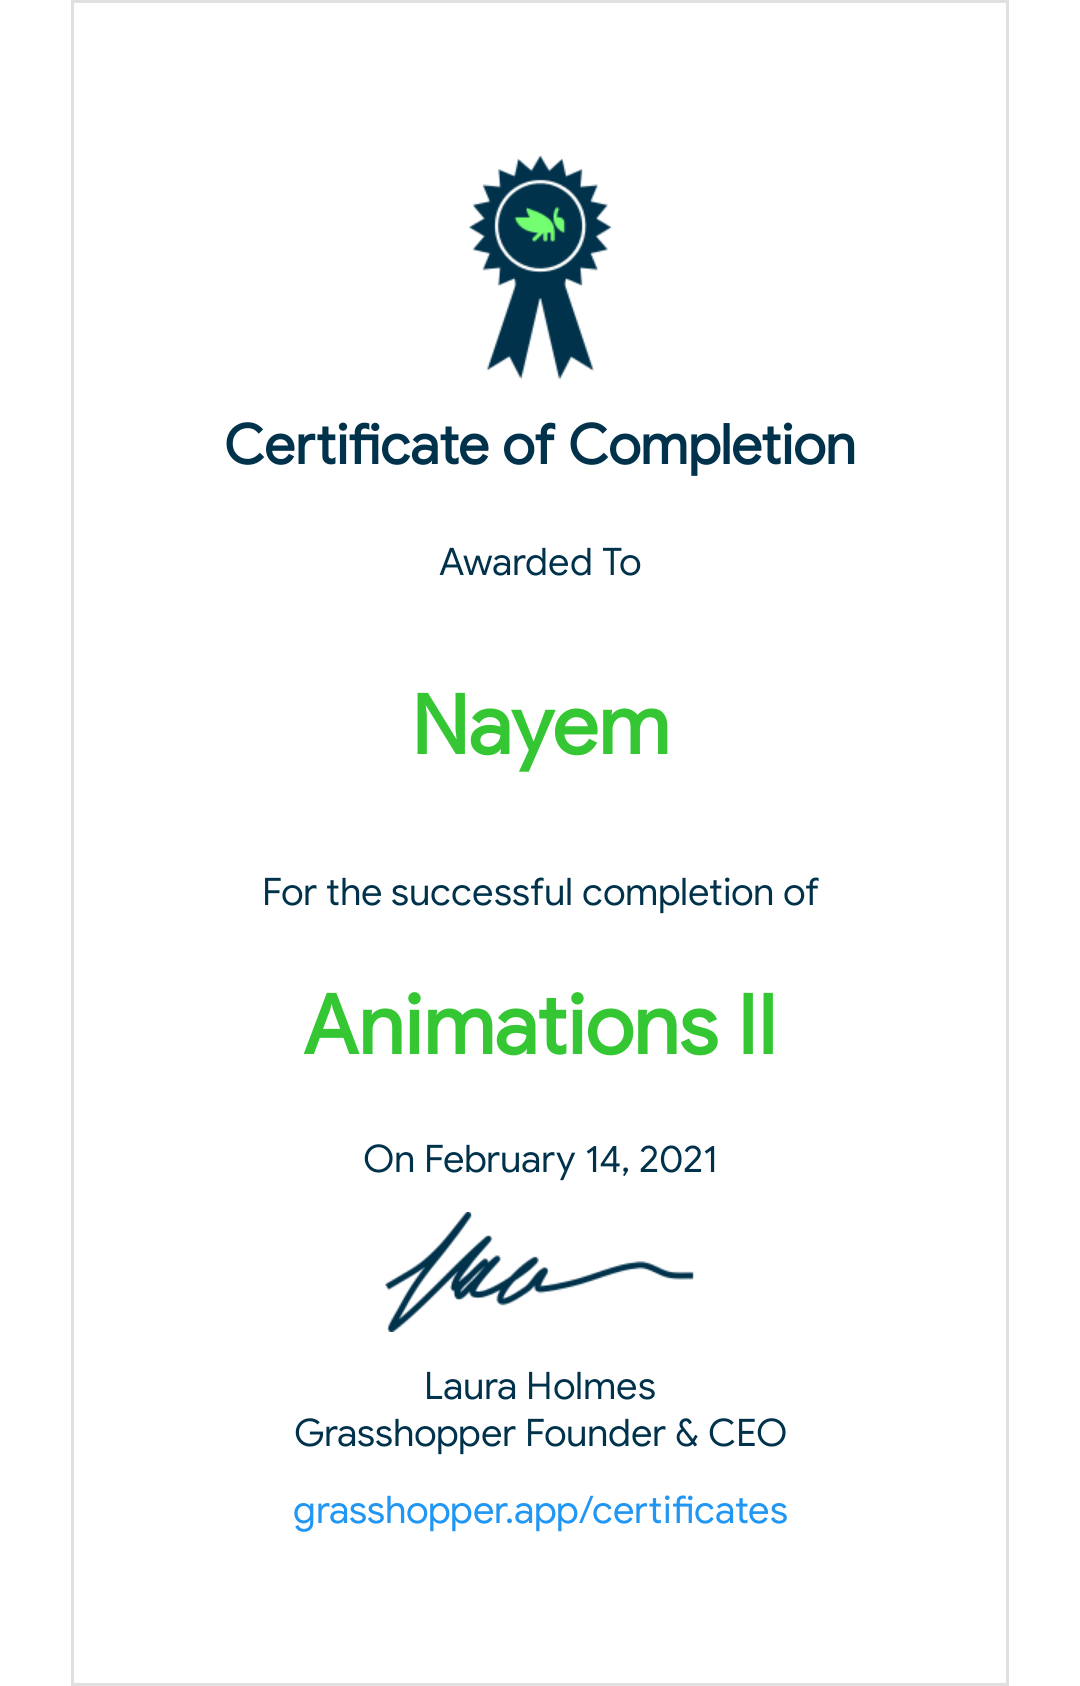 Certificate of Completion
Awarded To
Nayem
For the successful completion of
Animations II
On February 14, 2021
Laura Holmes
Grasshopper Founder & CEO
grasshopper.app/certificates